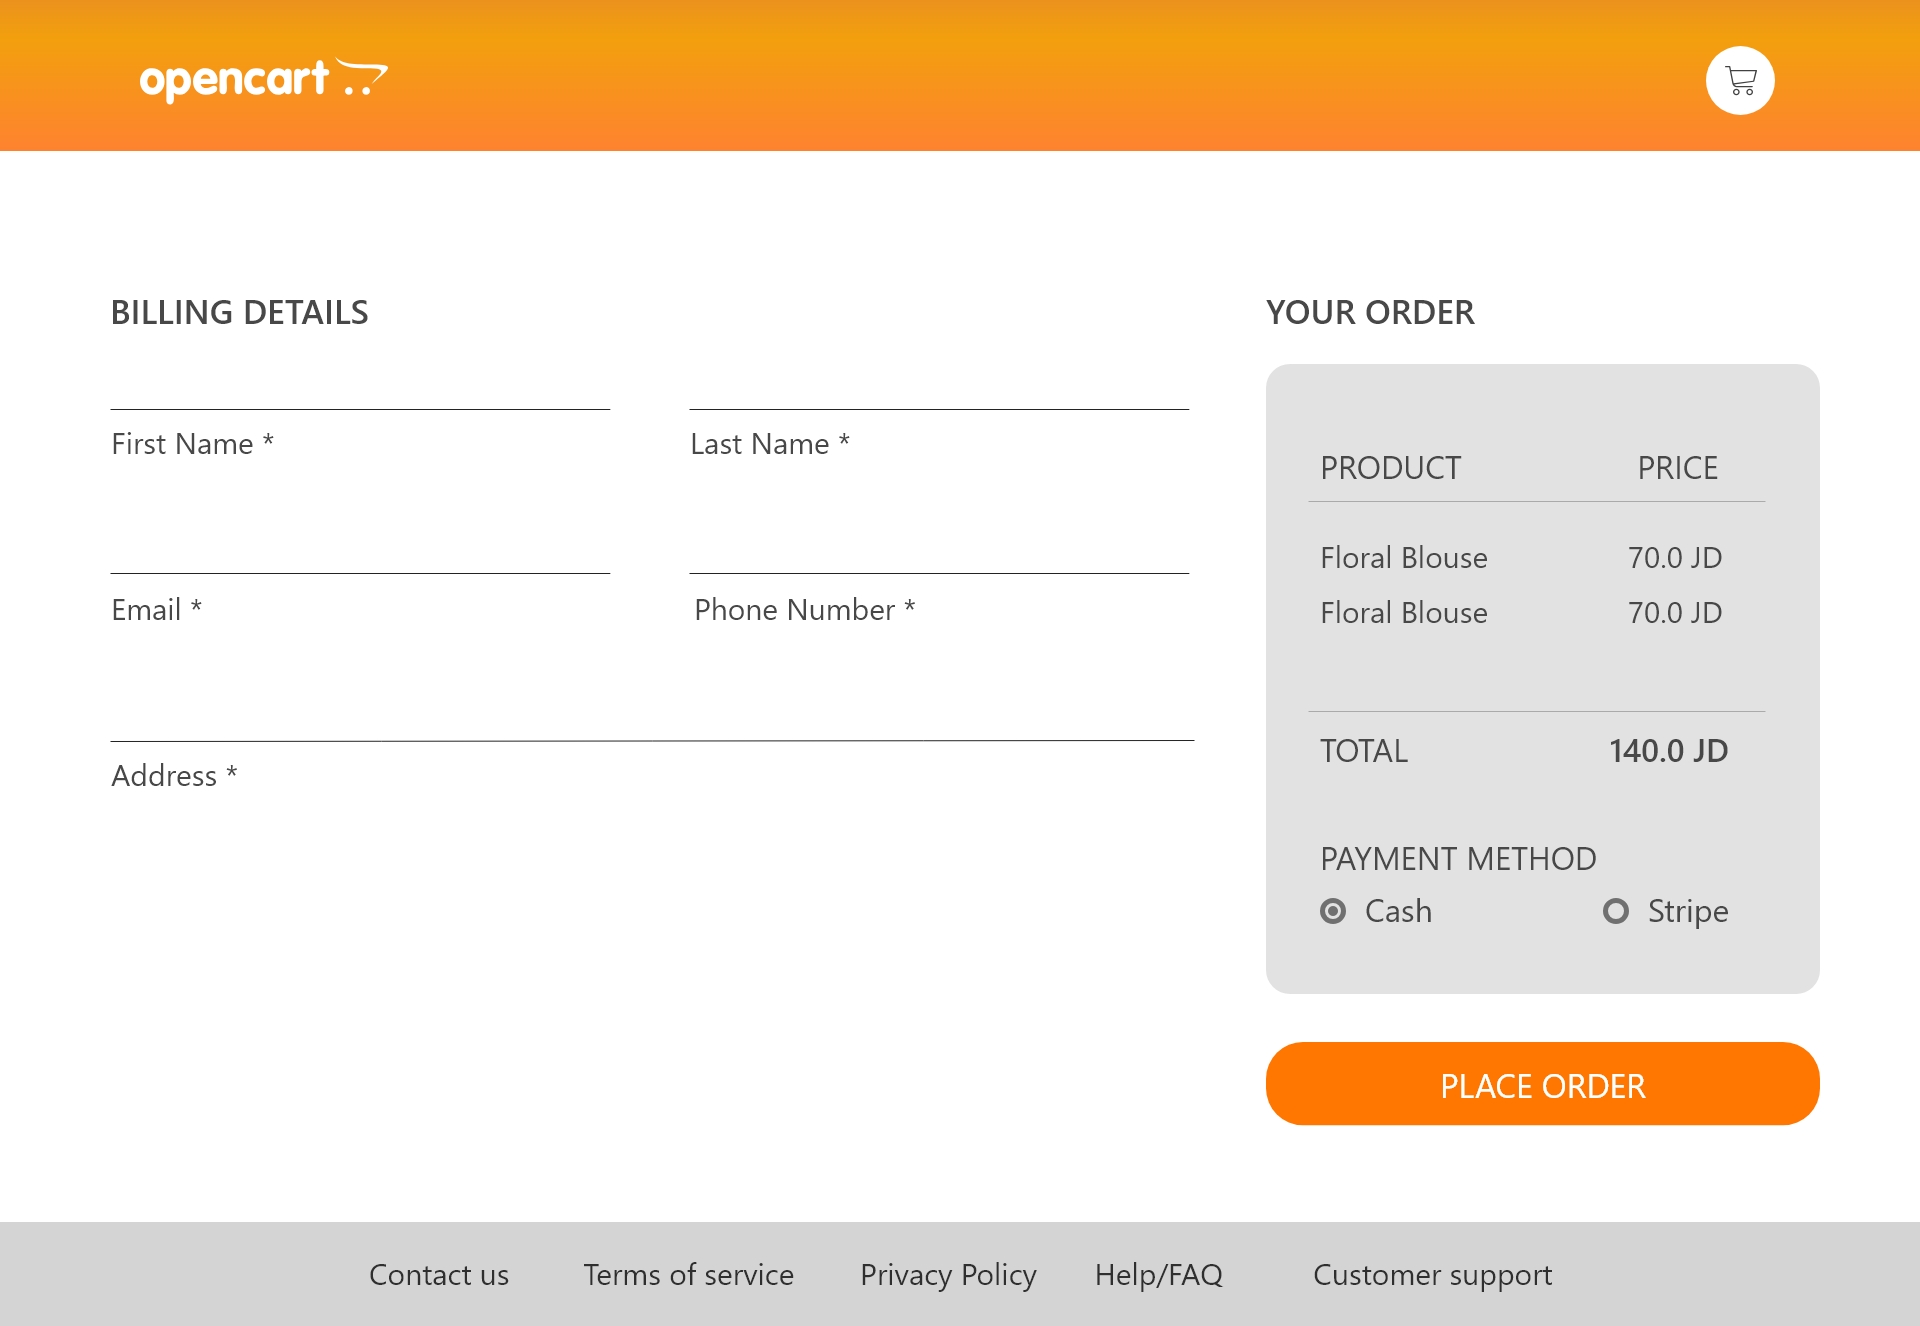 opencart
BILLING DETAILS
First Name *
Last Name *
Email *
Phone Number *
Address *
YOUR ORDER
PRODUCT PRICE
Floral Blouse 70.0 JD
Floral Blouse 70.0 JD
TOTAL 140.0 JD
PAYMENT METHOD
Cash Stripe
PLACE ORDER
Contact us Terms of service Privacy Policy Help/FAQ Customer support